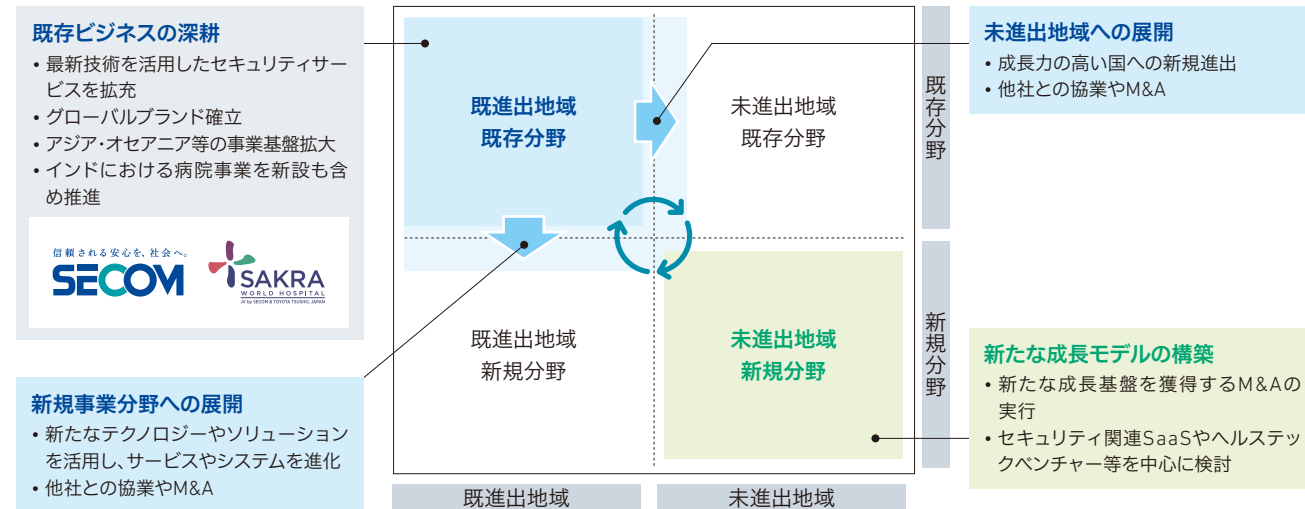 既存ビジネスの深耕
• 最新技術を活用したセキュリティサー
ビスを拡充
• グローバルブランド確立
• アジア・オセアニア等の事業基盤拡大
• インドにおける病院事業を新設も含
め推進
信頼される安心を、社会へ。
SECOM
SAKRA
WORLD HOSPITAL
JV by SECOM & TOYOTA TSUSHO, JAPAN
新規事業分野への展開
• 新たなテクノロジーやソリューション
を活用し、サービスやシステムを進化
• 他社との協業やM&A
既進出地域
既存分野
未進出地域
既存分野
既進出地域
新規分野
未進出地域
新規分野
既存分野
新規分野
既進出地域
未進出地域
未進出地域への展開
• 成長力の高い国への新規進出
• 他社との協業やM&A
新たな成長モデルの構築
• 新たな成長基盤を獲得するM&Aの
実行
• セキュリティ関連SaaSやヘルステッ
クベンチャー等を中心に検討